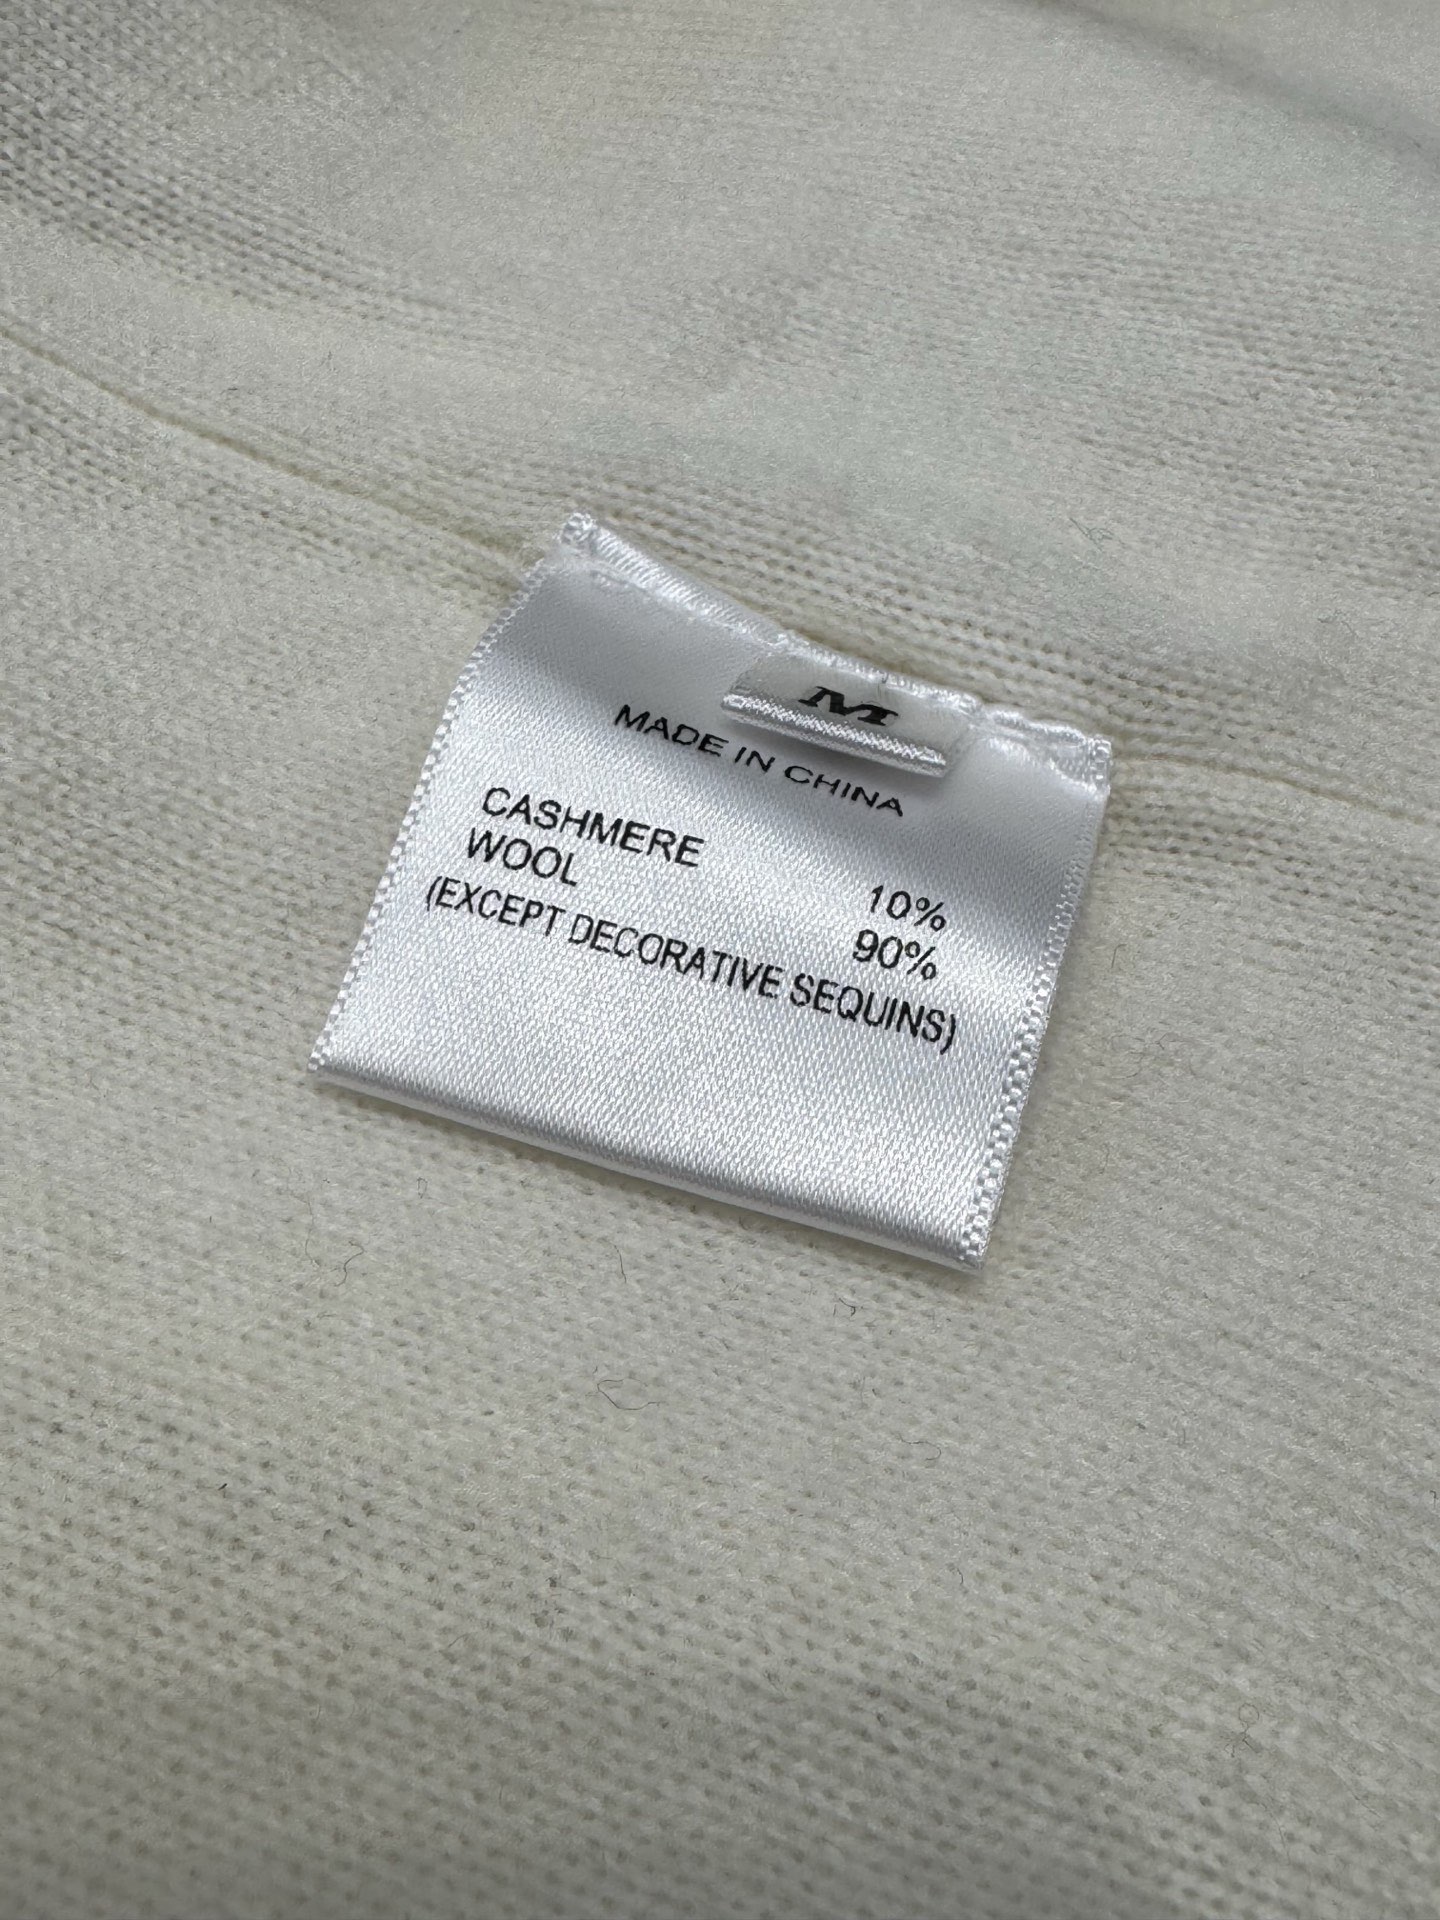 M
MADE IN CHINA
CASHMERE 10%
WOOL 90%
(EXCEPT DECORATIVE SEQUINS)